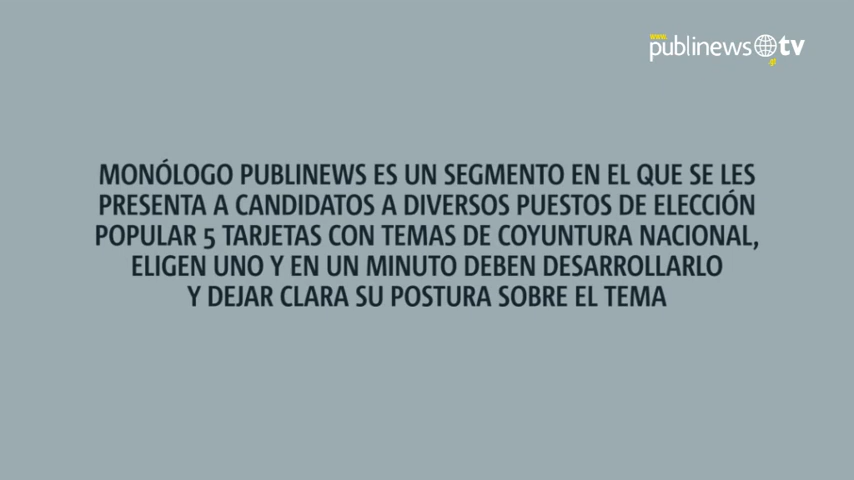 www.
publinews tv
.gt
MONÓLOGO PUBLINEWS ES UN SEGMENTO EN EL QUE SE LES
PRESENTA A CANDIDATOS A DIVERSOS PUESTOS DE ELECCIÓN
POPULAR 5 TARJETAS CON TEMAS DE COYUNTURA NACIONAL,
ELIGEN UNO Y EN UN MINUTO DEBEN DESARROLLARLO
Y DEJAR CLARA SU POSTURA SOBRE EL TEMA